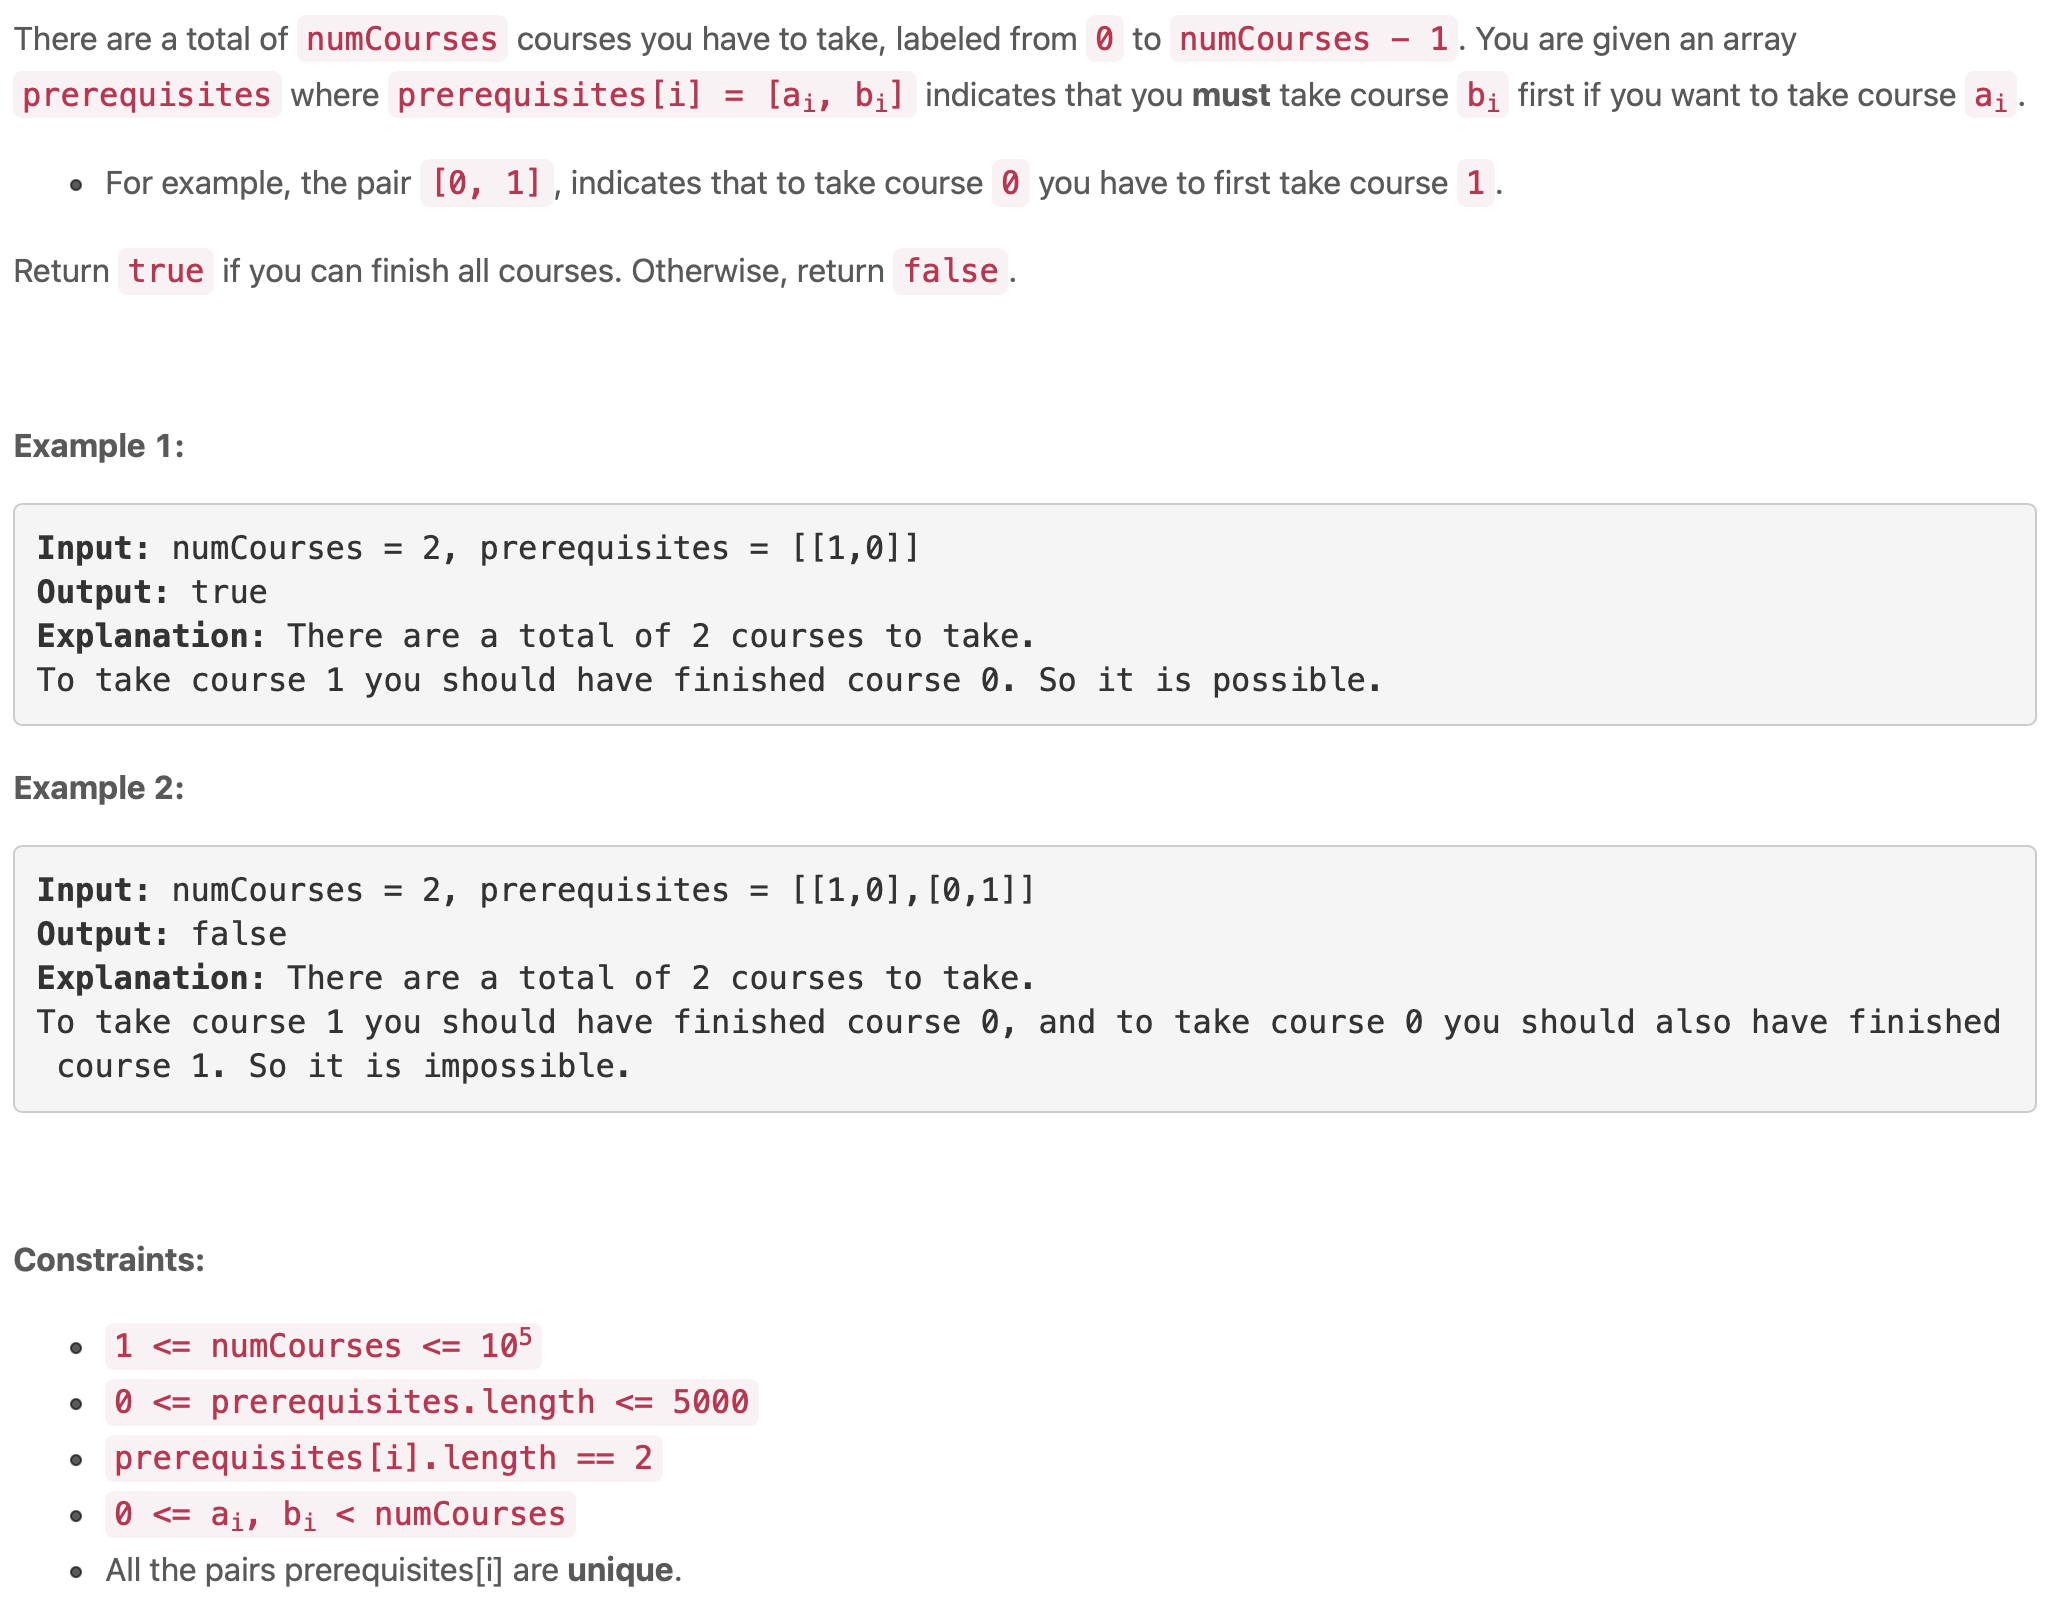 There are a total of numCourses courses you have to take, labeled from 0 to numCourses - 1. You are given an array
prerequisites where prerequisites[i] = [aᵢ, bᵢ] indicates that you must take course bᵢ first if you want to take course aᵢ.
• For example, the pair [0, 1], indicates that to take course 0 you have to first take course 1.
Return true if you can finish all courses. Otherwise, return false.
Example 1:
Input: numCourses = 2, prerequisites = [[1,0]]
Output: true
Explanation: There are a total of 2 courses to take.
To take course 1 you should have finished course 0. So it is possible.
Example 2:
Input: numCourses = 2, prerequisites = [[1,0],[0,1]]
Output: false
Explanation: There are a total of 2 courses to take.
To take course 1 you should have finished course 0, and to take course 0 you should also have finished
course 1. So it is impossible.
Constraints:
• 1 <= numCourses <= 10⁵
• 0 <= prerequisites.length <= 5000
• prerequisites[i].length == 2
• 0 <= aᵢ, bᵢ < numCourses
• All the pairs prerequisites[i] are unique.